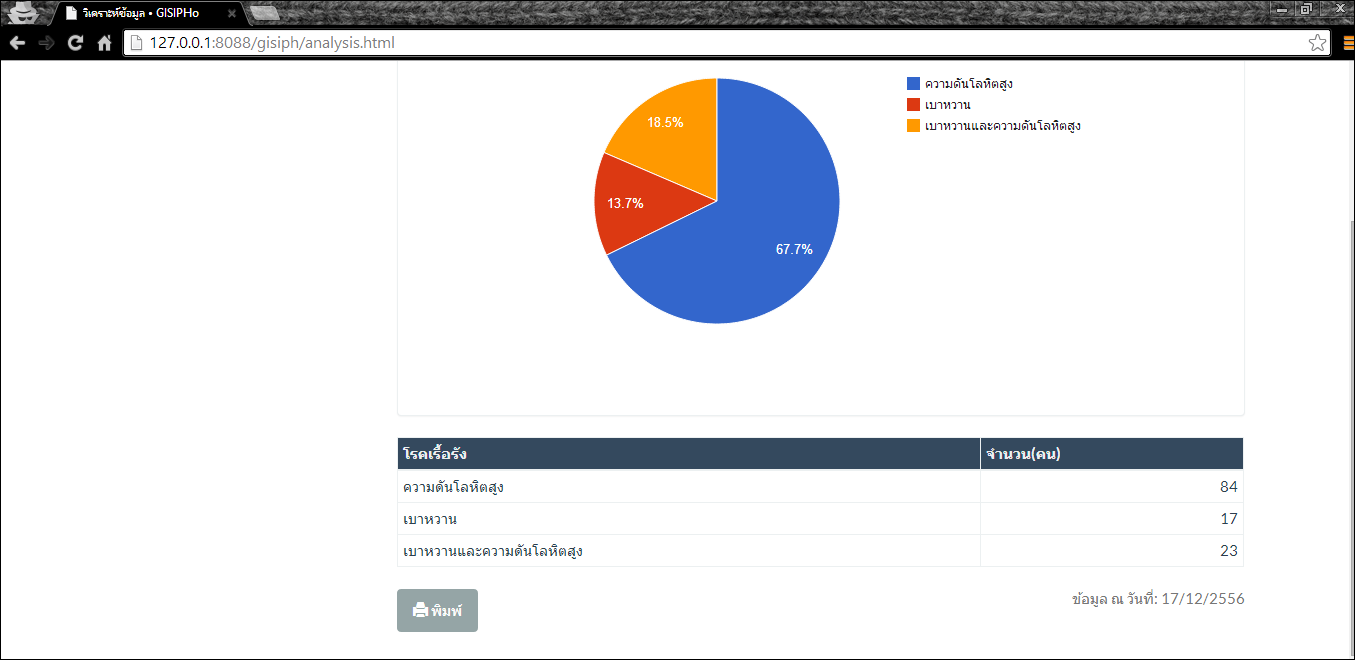 วิเคราะห์ข้อมูล • GISIPHo
127.0.0.1:8088/gisiph/analysis.html
ความดันโลหิตสูง
เบาหวาน
เบาหวานและความดันโลหิตสูง
18.5%
13.7%
67.7%
โรคเรื้อรัง จำนวน(คน)
ความดันโลหิตสูง 84
เบาหวาน 17
เบาหวานและความดันโลหิตสูง 23
พิมพ์
ข้อมูล ณ วันที่: 17/12/2556